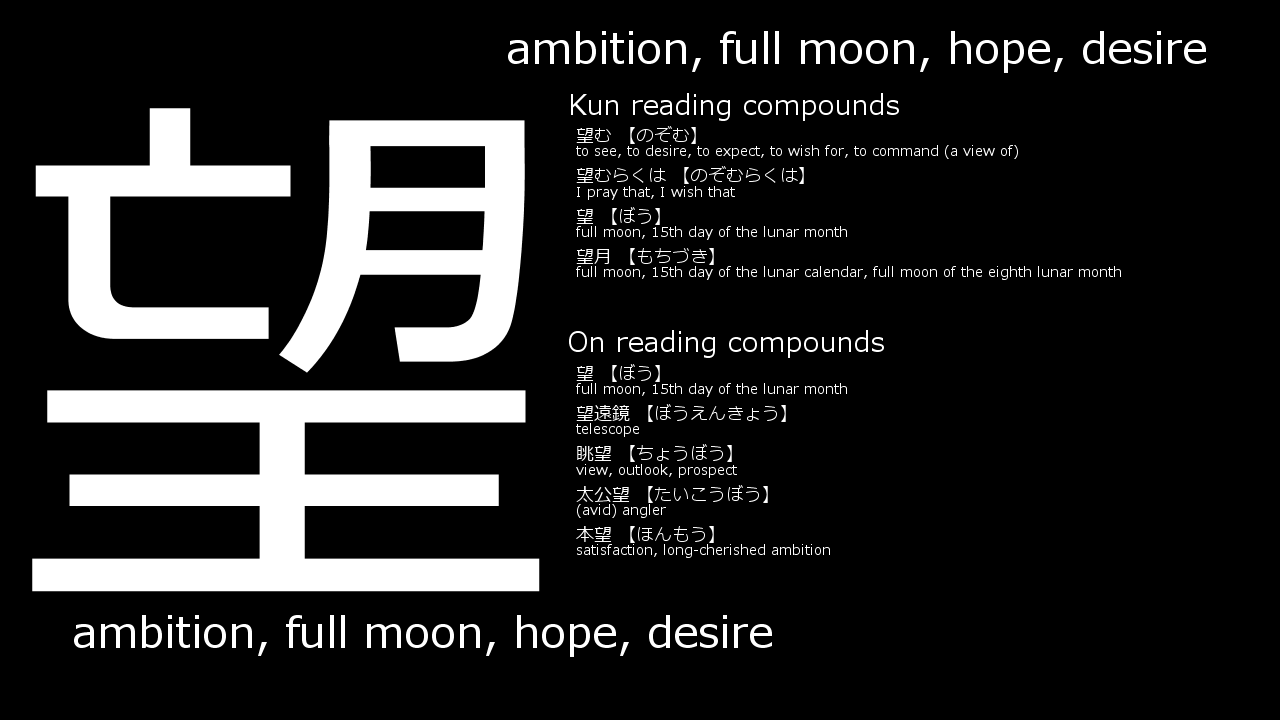 ambition, full moon, hope, desire
望
Kun reading compounds
望む 【のぞむ】
to see, to desire, to expect, to wish for, to command (a view of)
望むらくは 【のぞむらくは】
I pray that, I wish that
望 【ぼう】
full moon, 15th day of the lunar month
望月 【もちづき】
full moon, 15th day of the lunar calendar, full moon of the eighth lunar month
On reading compounds
望 【ぼう】
full moon, 15th day of the lunar month
望遠鏡 【ぼうえんきょう】
telescope
眺望 【ちょうぼう】
view, outlook, prospect
太公望 【たいこうぼう】
(avid) angler
本望 【ほんもう】
satisfaction, long-cherished ambition
ambition, full moon, hope, desire